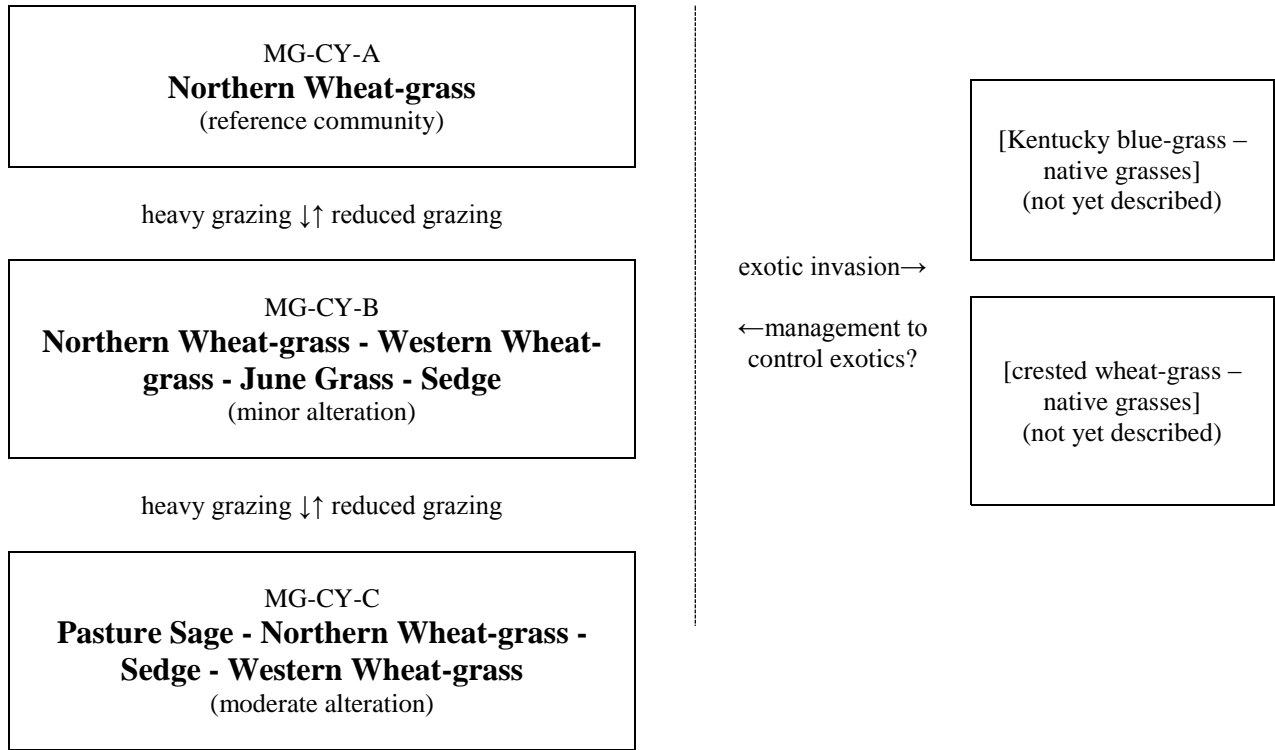 MG-CY-A
Northern Wheat-grass
(reference community)
heavy grazing ↓↑ reduced grazing
MG-CY-B
Northern Wheat-grass - Western Wheat-
grass - June Grass - Sedge
(minor alteration)
heavy grazing ↓↑ reduced grazing
MG-CY-C
Pasture Sage - Northern Wheat-grass -
Sedge - Western Wheat-grass
(moderate alteration)
exotic invasion→
←management to
control exotics?
[Kentucky blue-grass –
native grasses]
(not yet described)
[crested wheat-grass –
native grasses]
(not yet described)